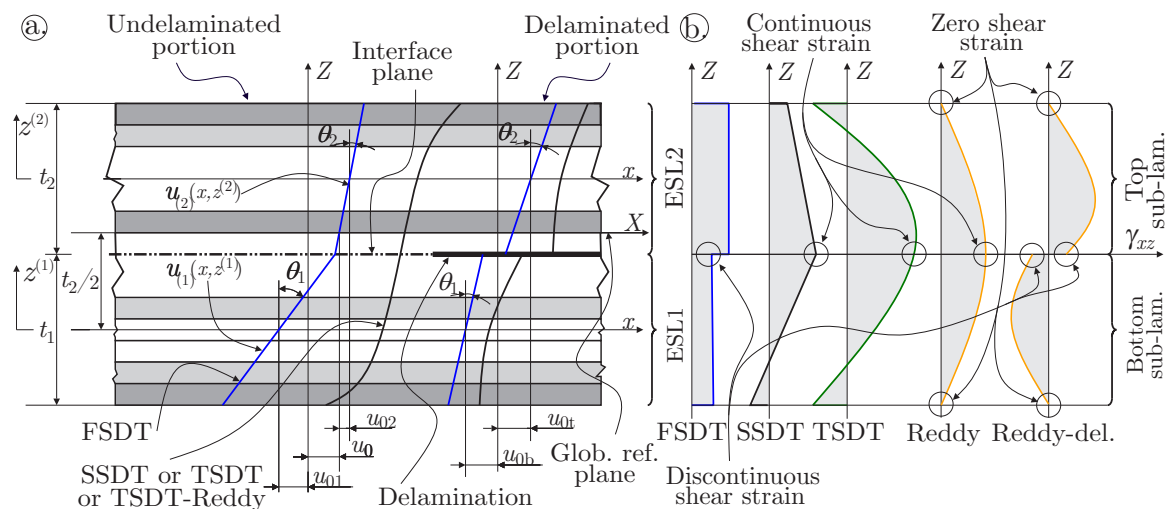 a.
Undelaminated
portion
Interface
plane
Delaminated
portion
b.
Continuous
shear strain
Zero shear
strain
Z
Z
Z
Z
Z
Z
Z
z(2)
t2
θ2
θ2
u(2)(x,z(2))
x
X
ESL2
Top
sub-lam.
γxz
z(1)
t2/2
t1
u(1)(x,z(1))
θ1
θ1
x
ESL1
Bottom
sub-lam.
FSDT
SSDT or TSDT
or TSDT-Reddy
u02
u0
u01
u0t
u0b
Delamination
Glob. ref.
plane
FSDT
SSDT
TSDT
Reddy
Reddy-del.
Discontinuous
shear strain